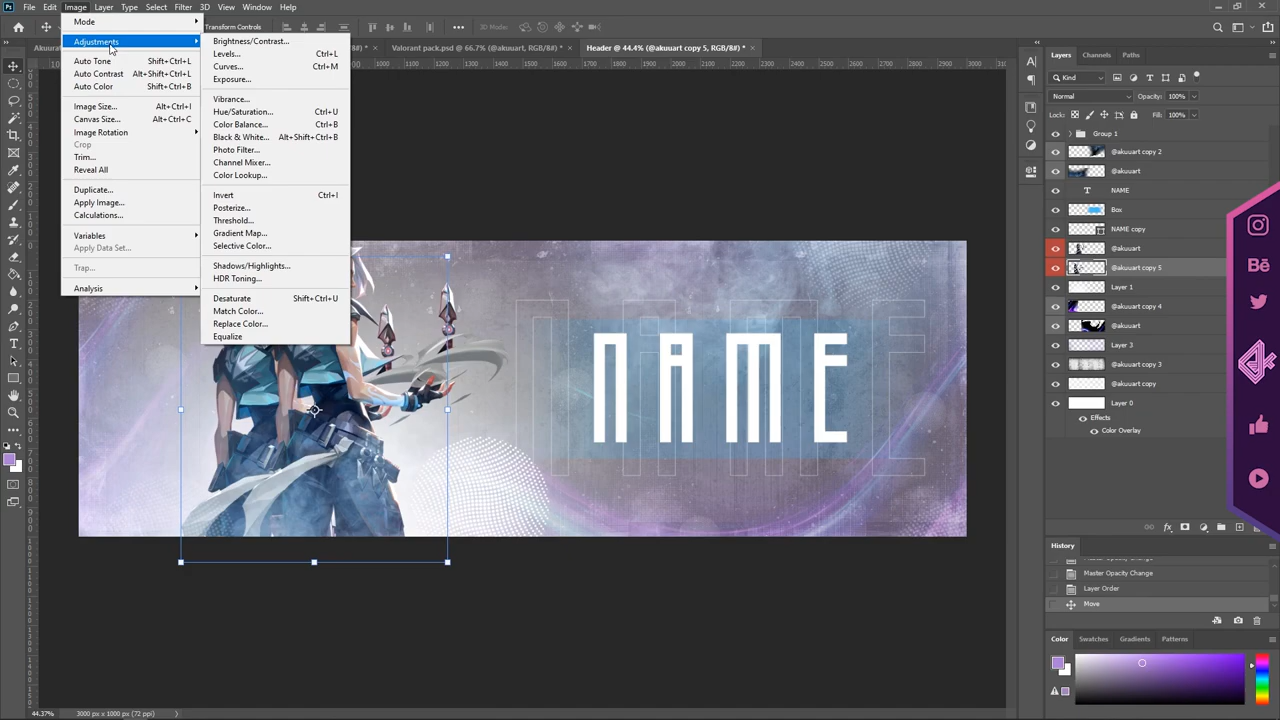 File Edit Image Layer Type Select Filter 3D View Window Help
Mode
Transform Controls
3D Mode:
Adjustments
Brightness/Contrast...
Levels... Ctrl+L
Curves... Ctrl+M
Exposure...
Vibrance...
Hue/Saturation... Ctrl+U
Color Balance... Ctrl+B
Black & White... Alt+Shift+Ctrl+B
Photo Filter...
Channel Mixer...
Color Lookup...
Invert Ctrl+I
Posterize...
Threshold...
Gradient Map...
Selective Color...
Shadows/Highlights...
HDR Toning...
Desaturate Shift+Ctrl+U
Match Color...
Replace Color...
Equalize
Auto Tone Shift+Ctrl+L
Auto Contrast Alt+Shift+Ctrl+L
Auto Color Shift+Ctrl+B
Image Size... Alt+Ctrl+I
Canvas Size... Alt+Ctrl+C
Image Rotation
Crop
Trim...
Reveal All
Duplicate...
Apply Image...
Calculations...
Variables
Apply Data Set...
Trap...
Analysis
Valorant pack.psd @ 66.7% (@akuuart, RGB/8#) *
Header @ 44.4% (@akuuart copy 5, RGB/8#) *
NAME
NAME
Layers Channels Paths
Kind
Normal Opacity: 100%
Lock: Fill: 100%
Group 1
@akuuart copy 2
@akuuart
NAME
Box
NAME copy
@akuuart
@akuuart copy 5
Layer 1
@akuuart copy 4
@akuuart
Layer 3
@akuuart copy 3
@akuuart copy
Layer 0
Effects
Color Overlay
History
Master Opacity Change
Layer Order
Move
Color Swatches Gradients Patterns
44.37% 3000 px x 1000 px (72 ppi)